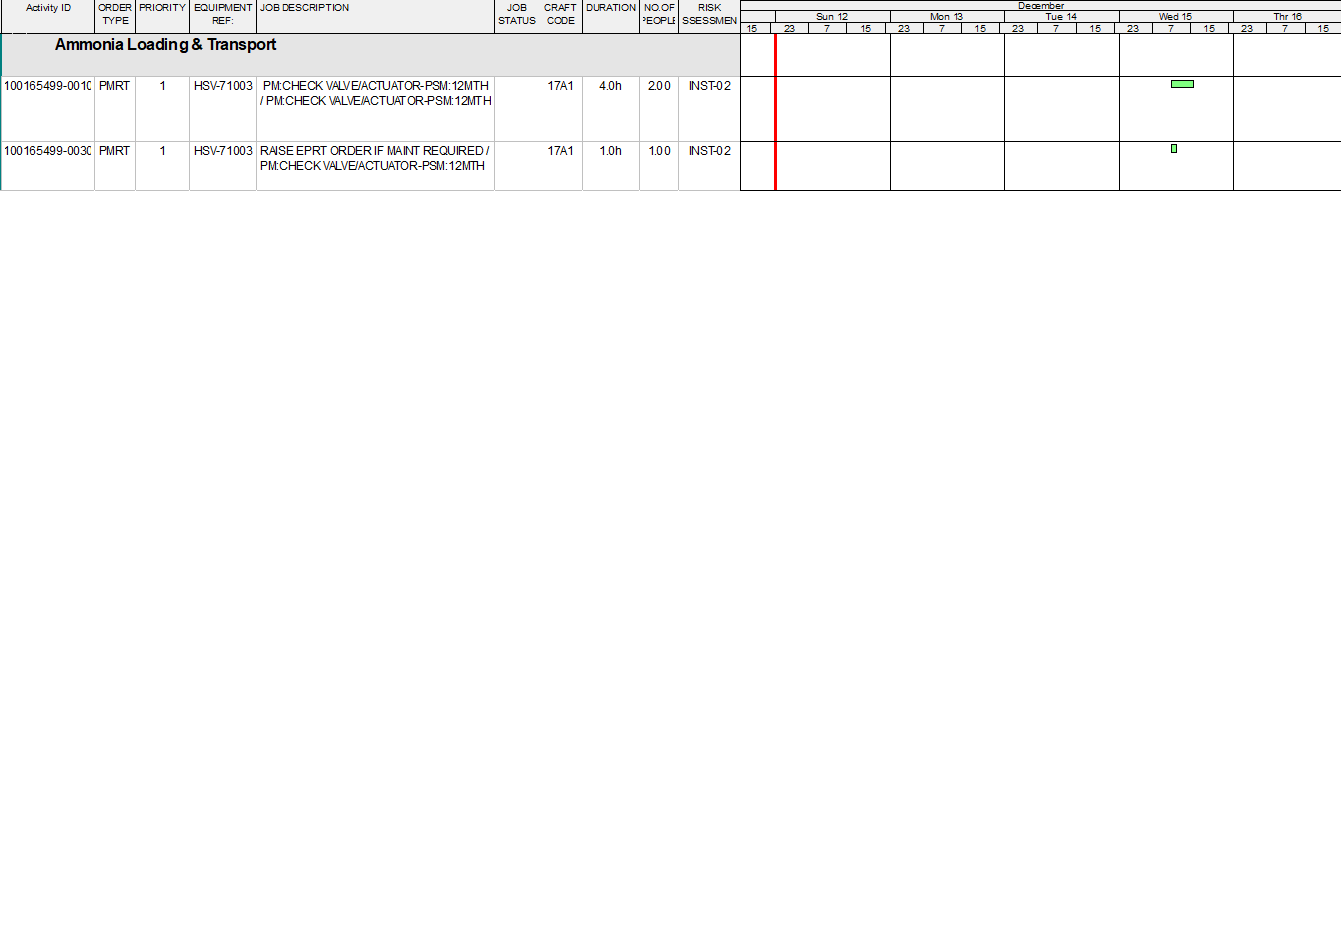 Activity ID ORDER TYPE PRIORITY EQUIPMENT REF: JOB DESCRIPTION JOB STATUS CRAFT CODE DURATION NO.OF PEOPLE RISK SSESSMEN
December
Sun 12 Mon 13 Tue 14 Wed 15 Thr 16
15 23 7 15 23 7 15 23 7 15 23 7 15 23 7 15
Ammonia Loading & Transport
100165499-0010 PMRT 1 HSV-71003 PM:CHECK VALVE/ACTUATOR-PSM:12MTH 17A1 4.0h 2.00 INST-02
/ PM:CHECK VALVE/ACTUATOR-PSM:12MTH
100165499-0030 PMRT 1 HSV-71003 RAISE EPRT ORDER IF MAINT REQUIRED / 17A1 1.0h 1.00 INST-02
PM:CHECK VALVE/ACTUATOR-PSM:12MTH